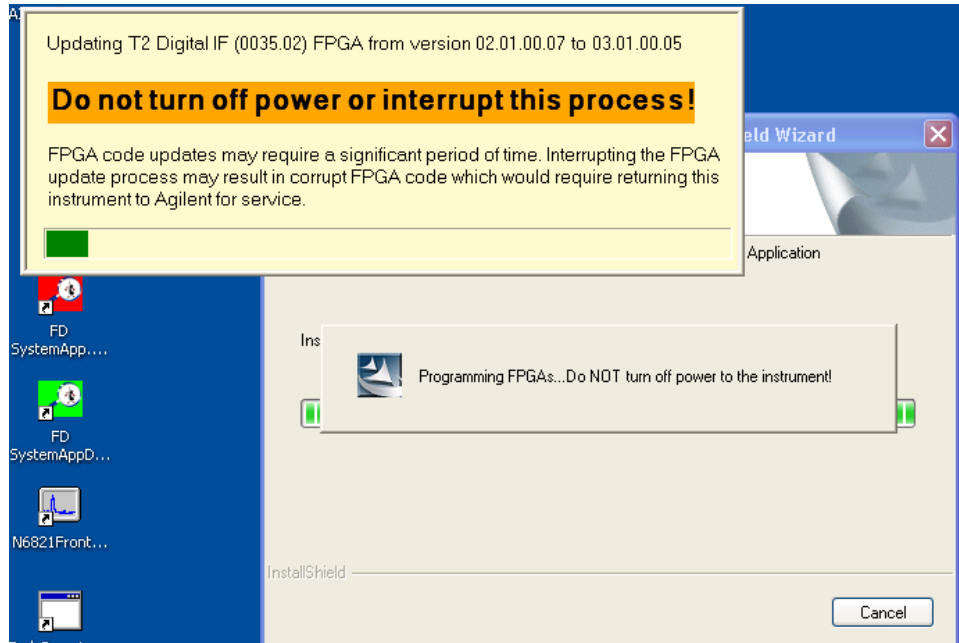 Updating T2 Digital IF (0035.02) FPGA from version 02.01.00.07 to 03.01.00.05
Do not turn off power or interrupt this process!
FPGA code updates may require a significant period of time. Interrupting the FPGA
update process may result in corrupt FPGA code which would require returning this
instrument to Agilent for service.
eld Wizard
Application
Ins
Programming FPGAs...Do NOT turn off power to the instrument!
InstallShield
Cancel
FD
SystemApp....
FD
SystemAppD...
N6821Front...